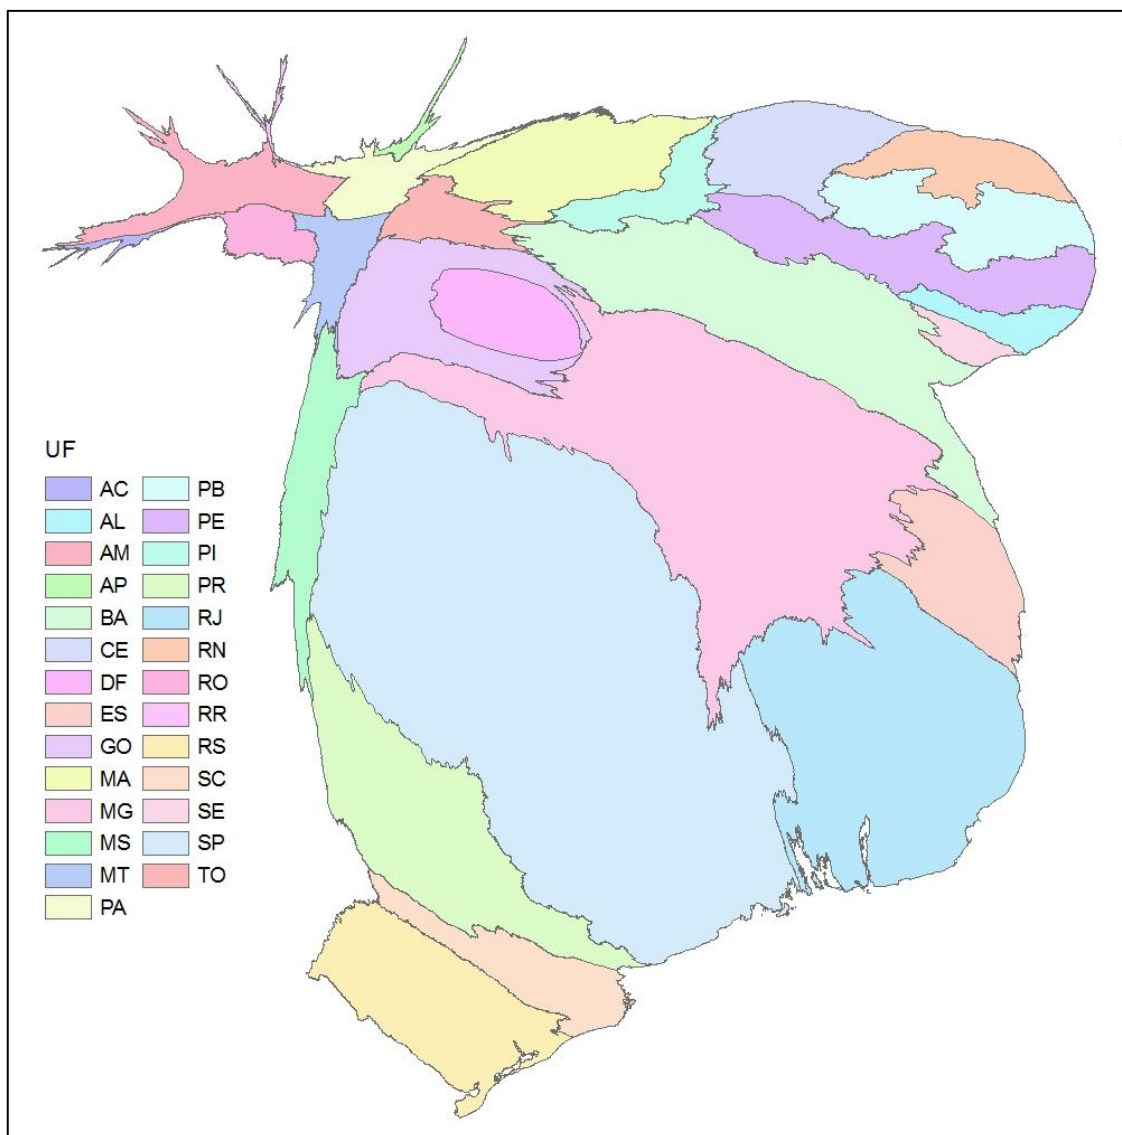 UF
AC PB
AL PE
AM PI
AP PR
BA RJ
CE RN
DF RO
ES RR
GO RS
MA SC
MG SE
MS SP
MT TO
PA